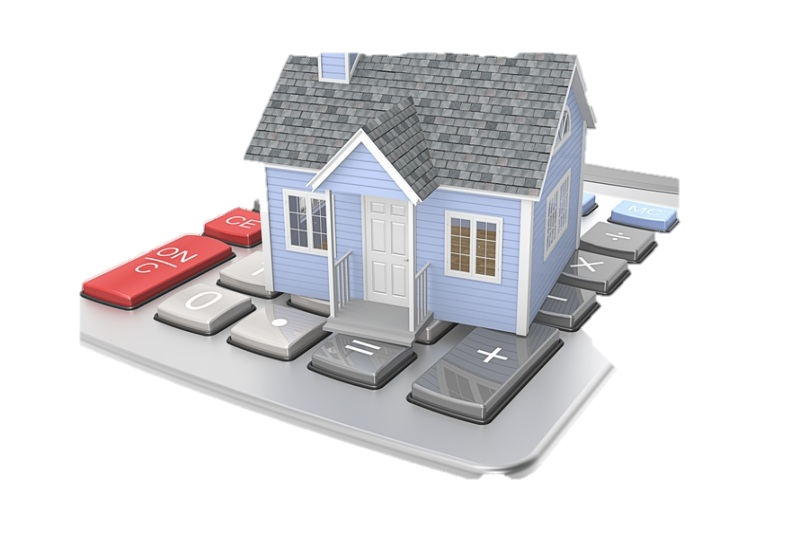 CE
MC
ON
C
÷
×
−
+
0
•
=